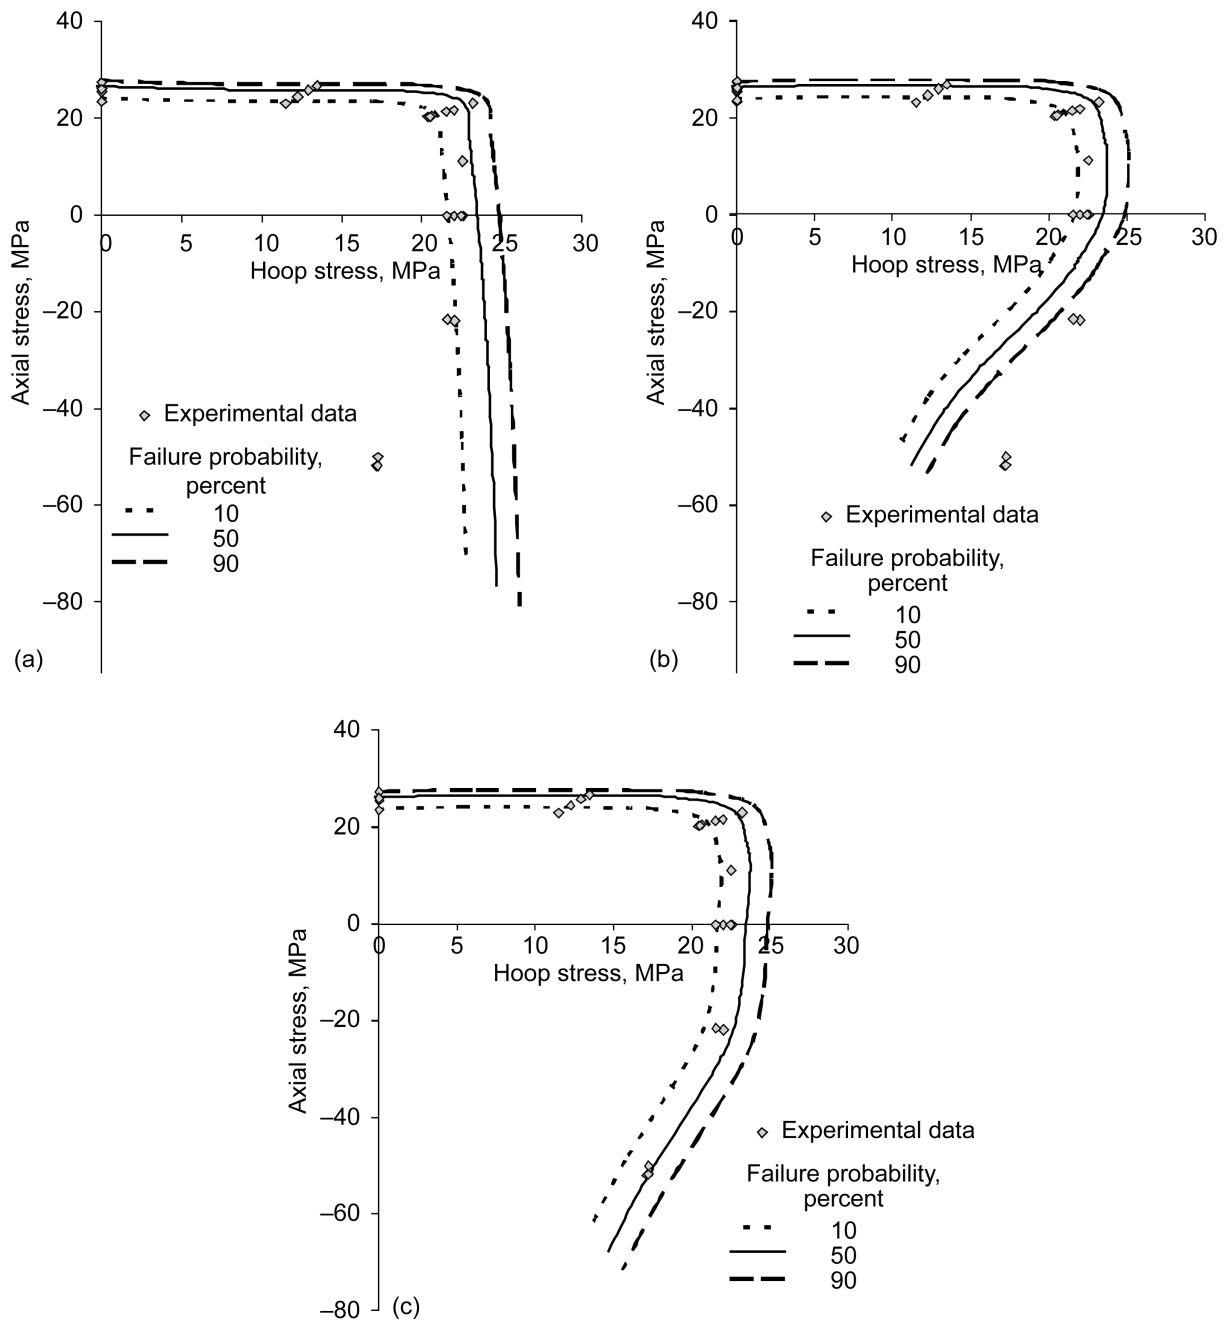 40
20
0
–20
–40
–60
–80
0
5
10
15
20
25
30
Hoop stress, MPa
Axial stress, MPa
Experimental data
Failure probability,
percent
10
50
90
(a)
40
20
0
–20
–40
–60
–80
0
5
10
15
20
25
30
Hoop stress, MPa
Axial stress, MPa
Experimental data
Failure probability,
percent
10
50
90
(b)
40
20
0
–20
–40
–60
–80
0
5
10
15
20
25
30
Hoop stress, MPa
Axial stress, MPa
Experimental data
Failure probability,
percent
10
50
90
(c)